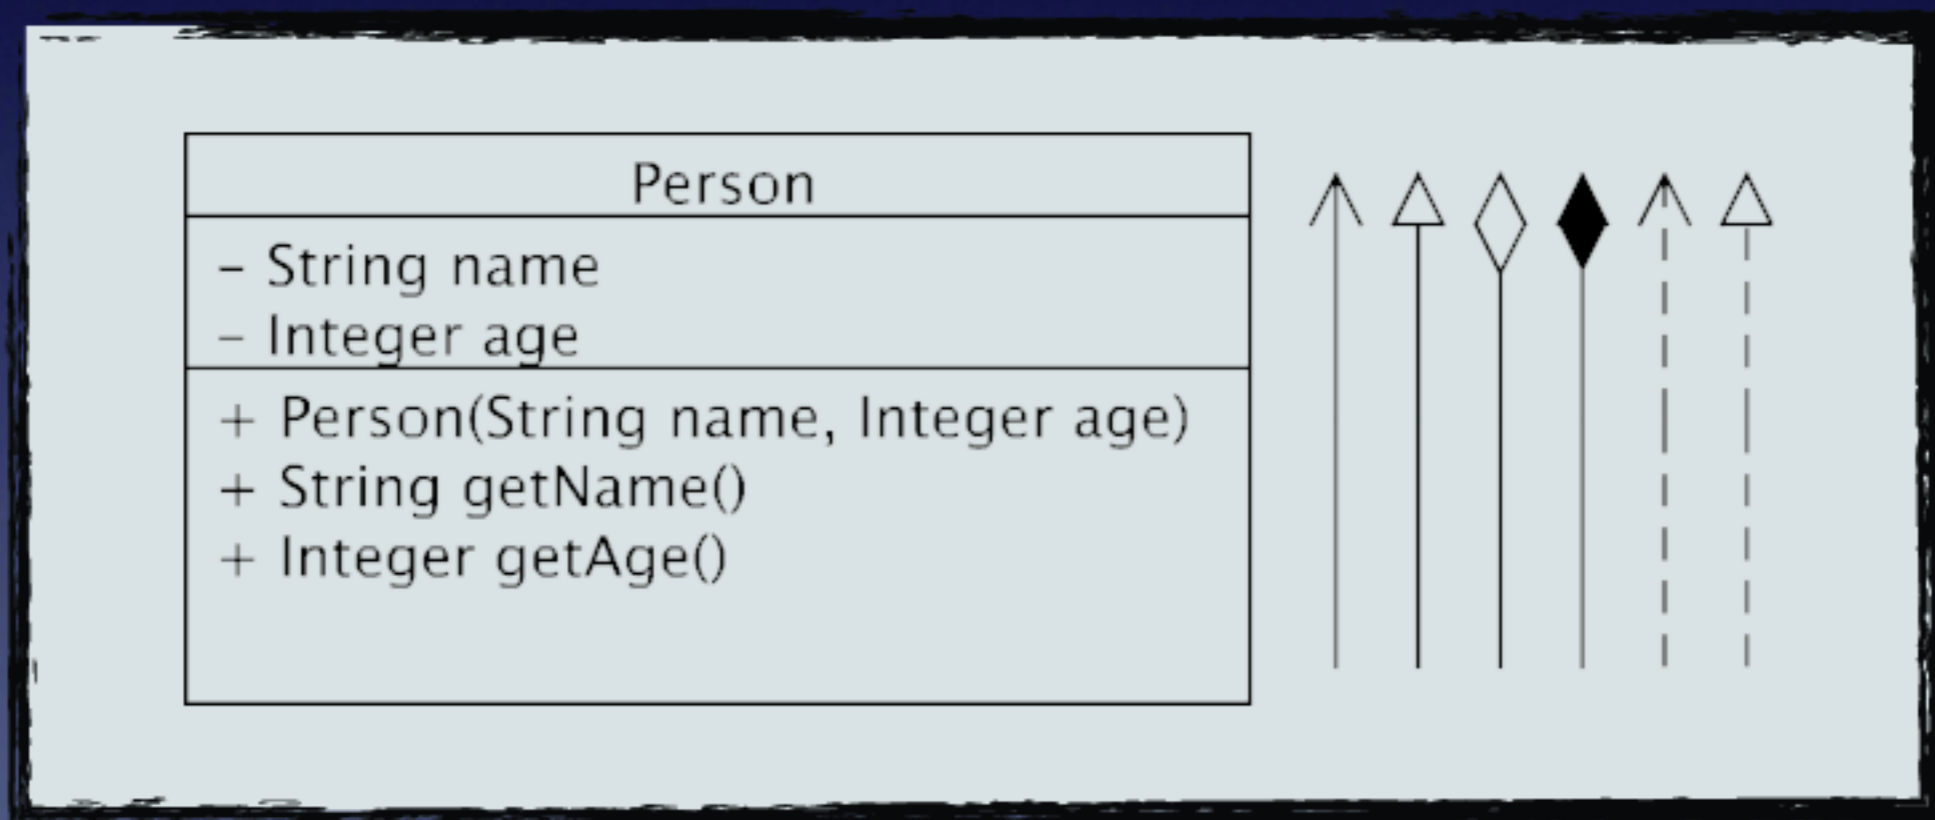 Person
– String name
– Integer age
+ Person(String name, Integer age)
+ String getName()
+ Integer getAge()